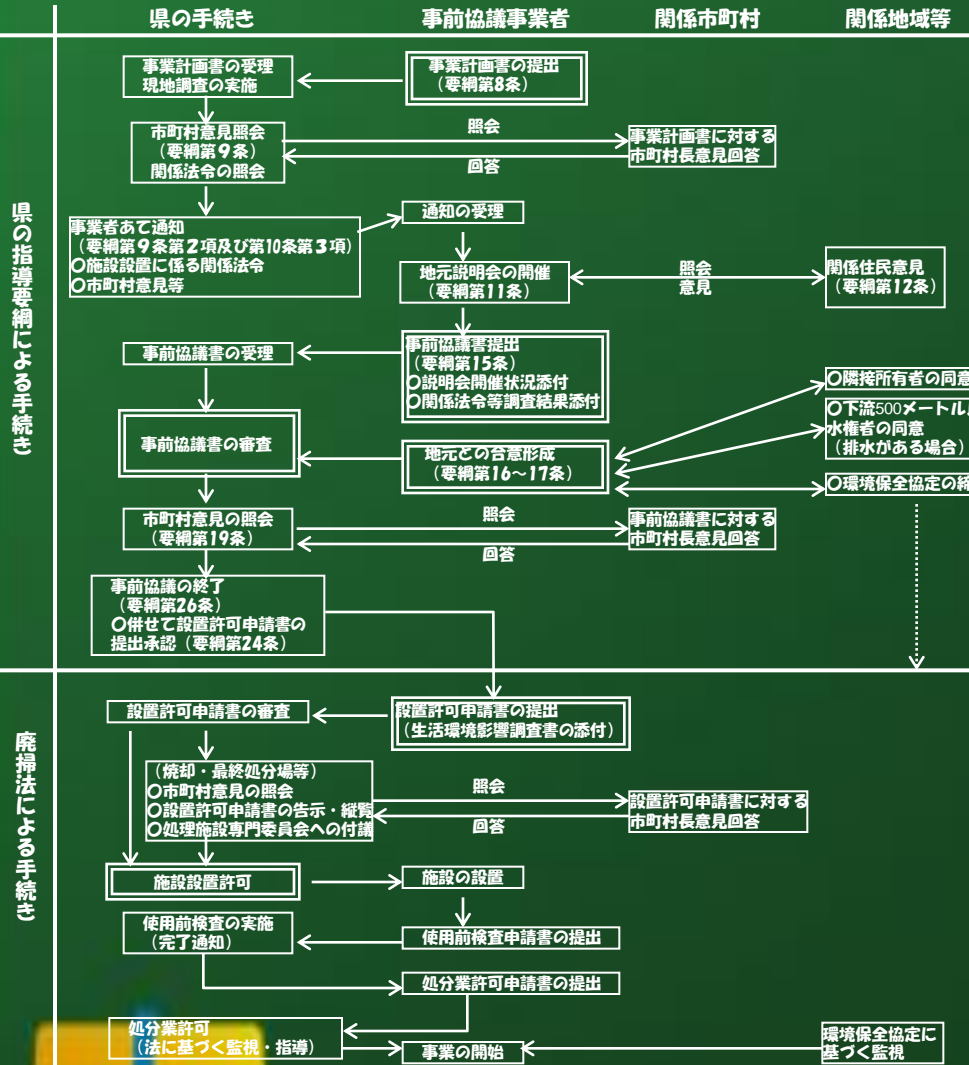 県の手続き
事前協議事業者
関係市町村
関係地域等
県の指導要綱による手続き
事業計画書の受理
現地調査の実施
事業計画書の提出
（要綱第8条）
市町村意見照会
（要綱第９条）
関係法令の照会
照会
回答
事業計画書に対する
市町村長意見回答
事業者あて通知
（要綱第９条第２項及び第10条第３項）
〇施設設置に係る関係法令
〇市町村意見等
通知の受理
地元説明会の開催
（要綱第11条）
照会
意見
関係住民意見
（要綱第12条）
事前協議書の受理
事前協議書提出
（要綱第15条）
〇説明会開催状況添付
〇関係法令等調査結果添付
〇隣接所有者の同意
〇下流500メートル
水権者の同意
（排水がある場合）
事前協議書の審査
地元との合意形成
（要綱第16～17条）
〇環境保全協定の締
市町村意見の照会
（要綱第19条）
照会
回答
事前協議書に対する
市町村長意見回答
事前協議の終了
（要綱第26条）
〇併せて設置許可申請書の
提出承認（要綱第24条）
廃掃法による手続き
設置許可申請書の審査
設置許可申請書の提出
（生活環境影響調査書の添付）
（焼却・最終処分場等）
〇市町村意見の照会
〇設置許可申請書の告示・縦覧
〇処理施設専門委員会への付議
照会
回答
設置許可申請書に対する
市町村長意見回答
施設設置許可
施設の設置
使用前検査の実施
（完了通知）
使用前検査申請書の提出
処分業許可申請書の提出
処分業許可
（法に基づく監視・指導）
事業の開始
環境保全協定に
基づく監視